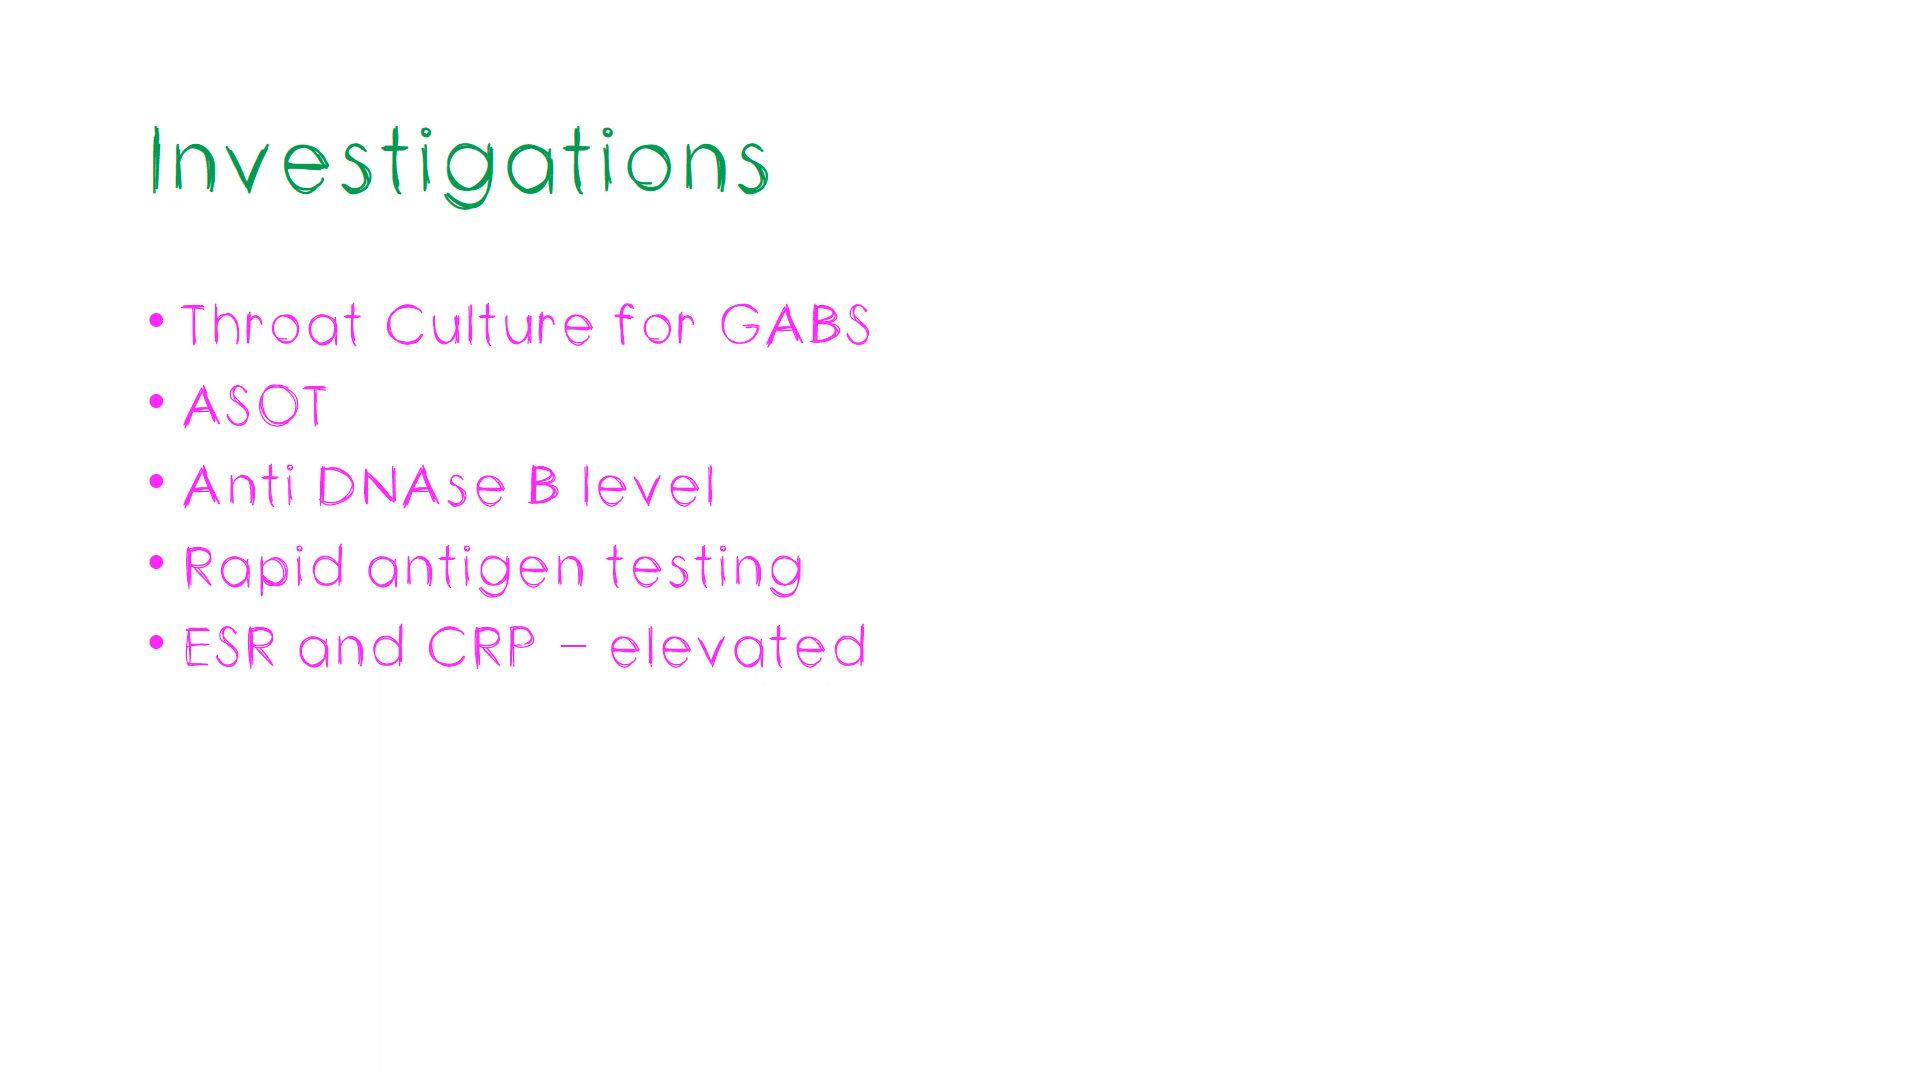 Investigations
• Throat Culture for GABS
• ASOT
• Anti DNAse B level
• Rapid antigen testing
• ESR and CRP – elevated